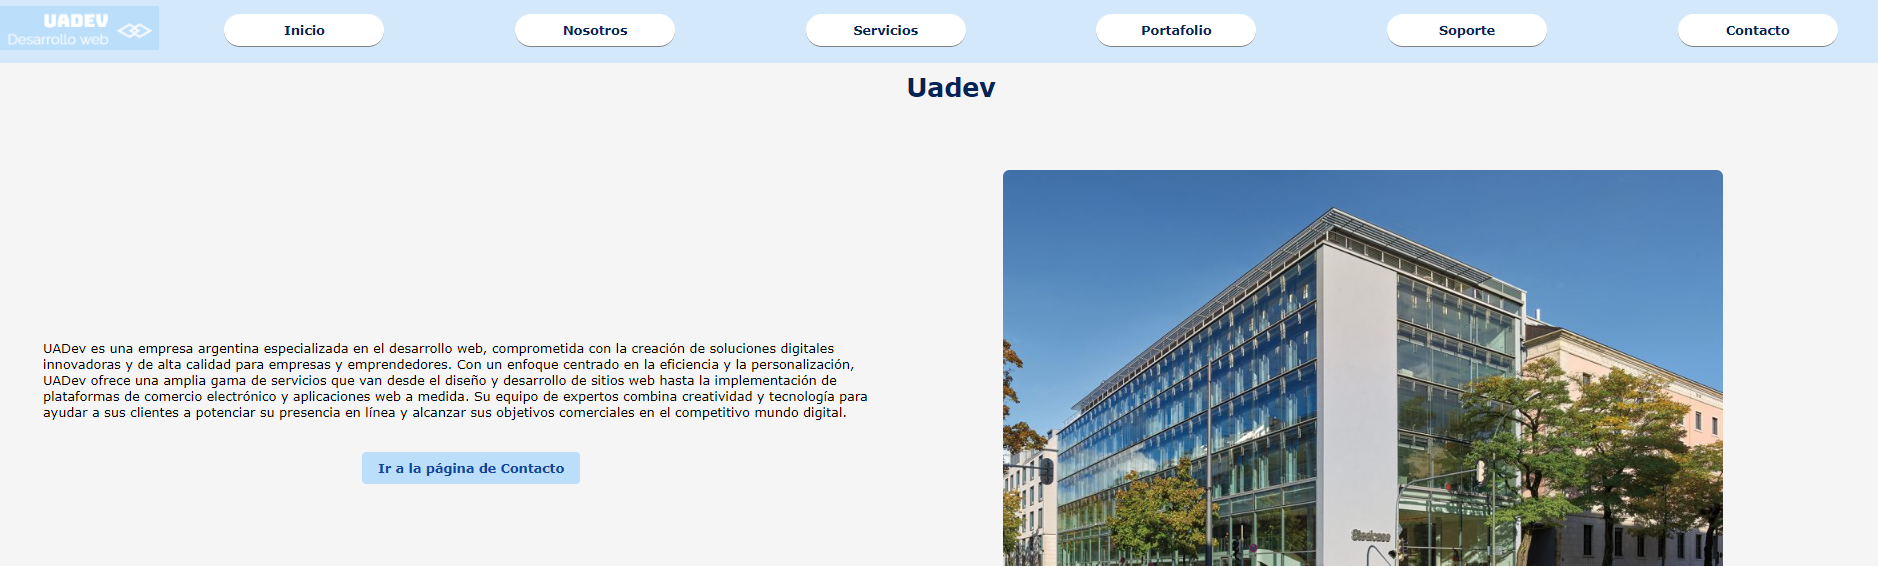 UADEV
Desarrollo web
Inicio
Nosotros
Servicios
Portafolio
Soporte
Contacto
Uadev
UADev es una empresa argentina especializada en el desarrollo web, comprometida con la creación de soluciones digitales
innovadoras y de alta calidad para empresas y emprendedores. Con un enfoque centrado en la eficiencia y la personalización,
UADev ofrece una amplia gama de servicios que van desde el diseño y desarrollo de sitios web hasta la implementación de
plataformas de comercio electrónico y aplicaciones web a medida. Su equipo de expertos combina creatividad y tecnología para
ayudar a sus clientes a potenciar su presencia en línea y alcanzar sus objetivos comerciales en el competitivo mundo digital.
Ir a la página de Contacto
Steelcase